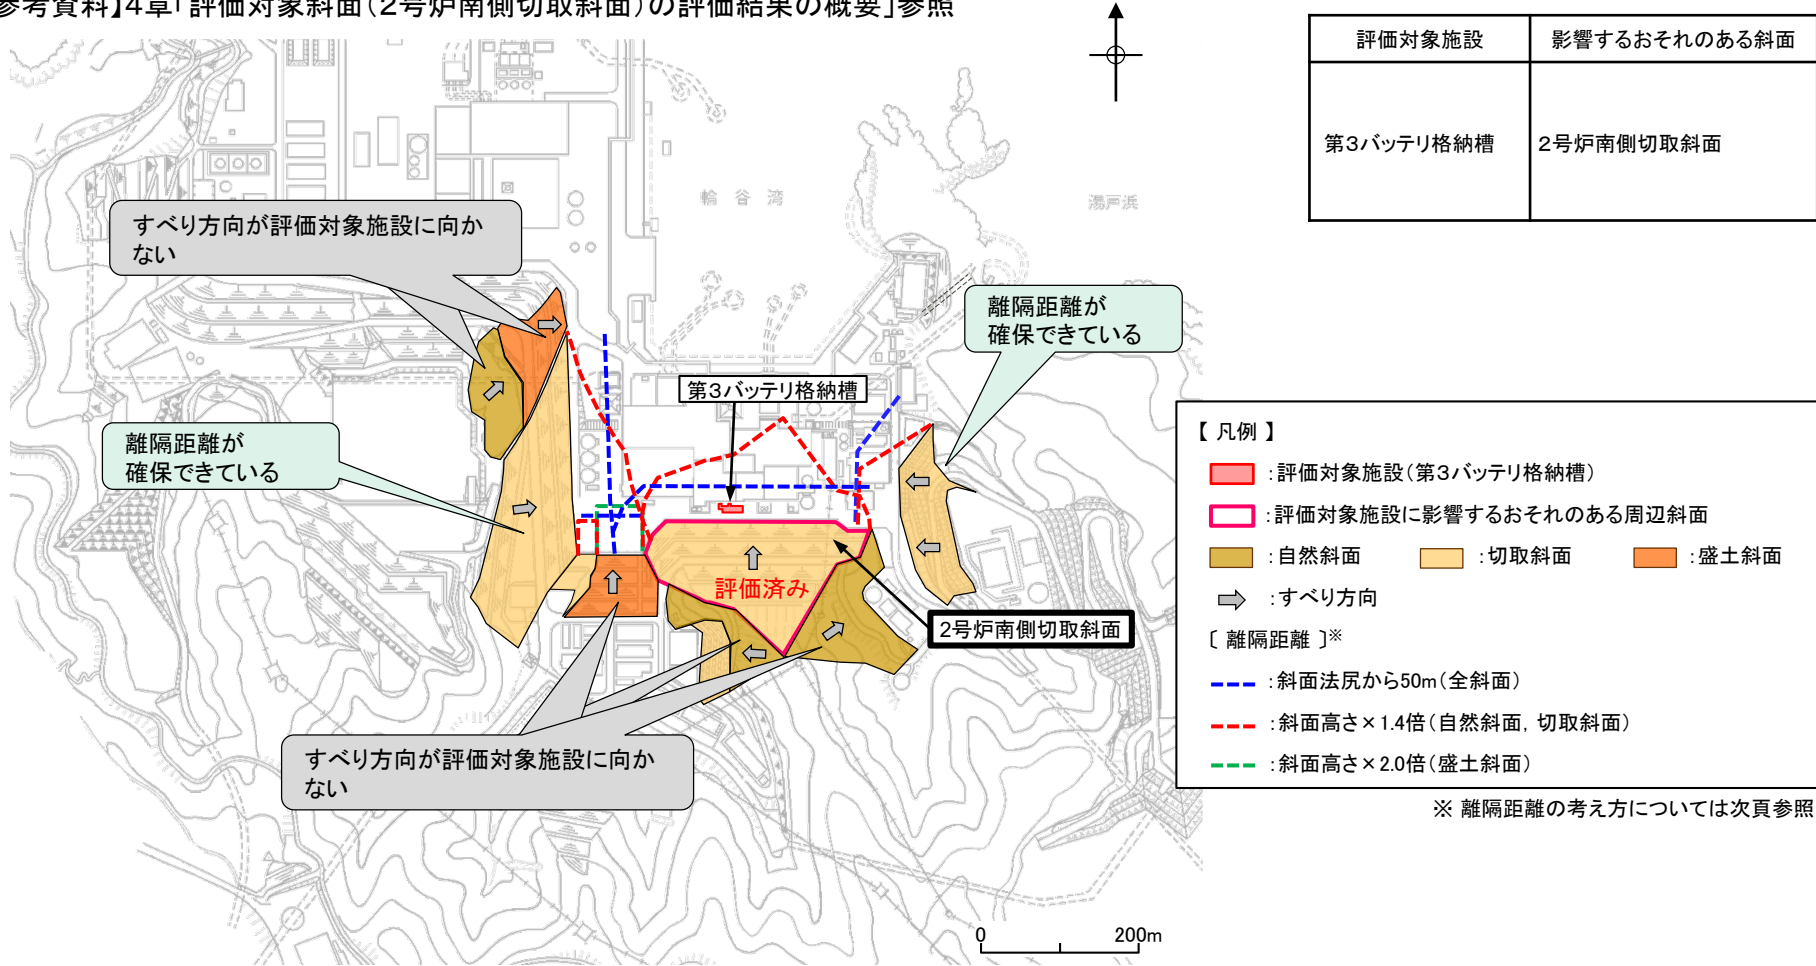 参考資料】4章「評価対象斜面(2号炉南側切取斜面)の評価結果の概要」参照
評価対象施設
影響するおそれのある斜面
第3バッテリ格納槽
2号炉南側切取斜面
輪谷湾
湯戸浜
すべり方向が評価対象施設に向か
ない
離隔距離が
確保できている
第3バッテリ格納槽
離隔距離が
確保できている
評価済み
2号炉南側切取斜面
すべり方向が評価対象施設に向か
ない
【 凡例 】
:評価対象施設(第3バッテリ格納槽)
:評価対象施設に影響するおそれのある周辺斜面
:自然斜面
:切取斜面
:盛土斜面
:すべり方向
〔 離隔距離 〕※
:斜面法尻から50m(全斜面)
:斜面高さ×1.4倍(自然斜面, 切取斜面)
:斜面高さ×2.0倍(盛土斜面)
※ 離隔距離の考え方については次頁参照
0
200m